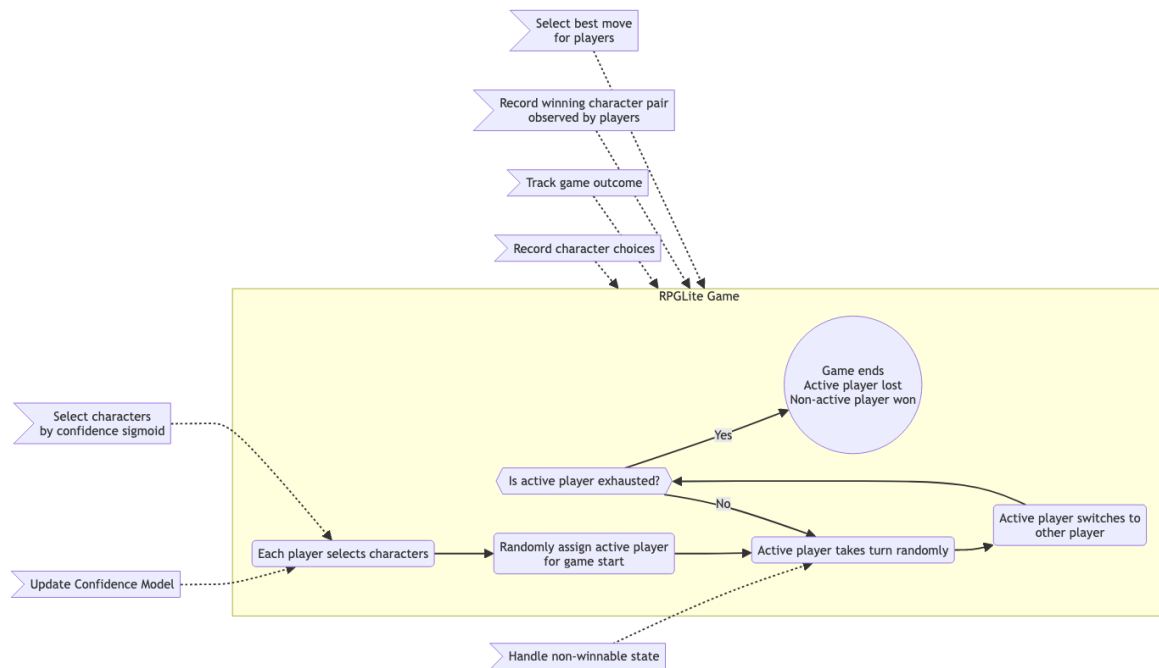 Select best move
for players
Record winning character pair
observed by players
Track game outcome
Record character choices
RPGLite Game
Game ends
Active player lost
Non-active player won
Select characters
by confidence sigmoid
Yes
Is active player exhausted?
No
Active player switches to
other player
Each player selects characters
Randomly assign active player
for game start
Active player takes turn randomly
Update Confidence Model
Handle non-winnable state